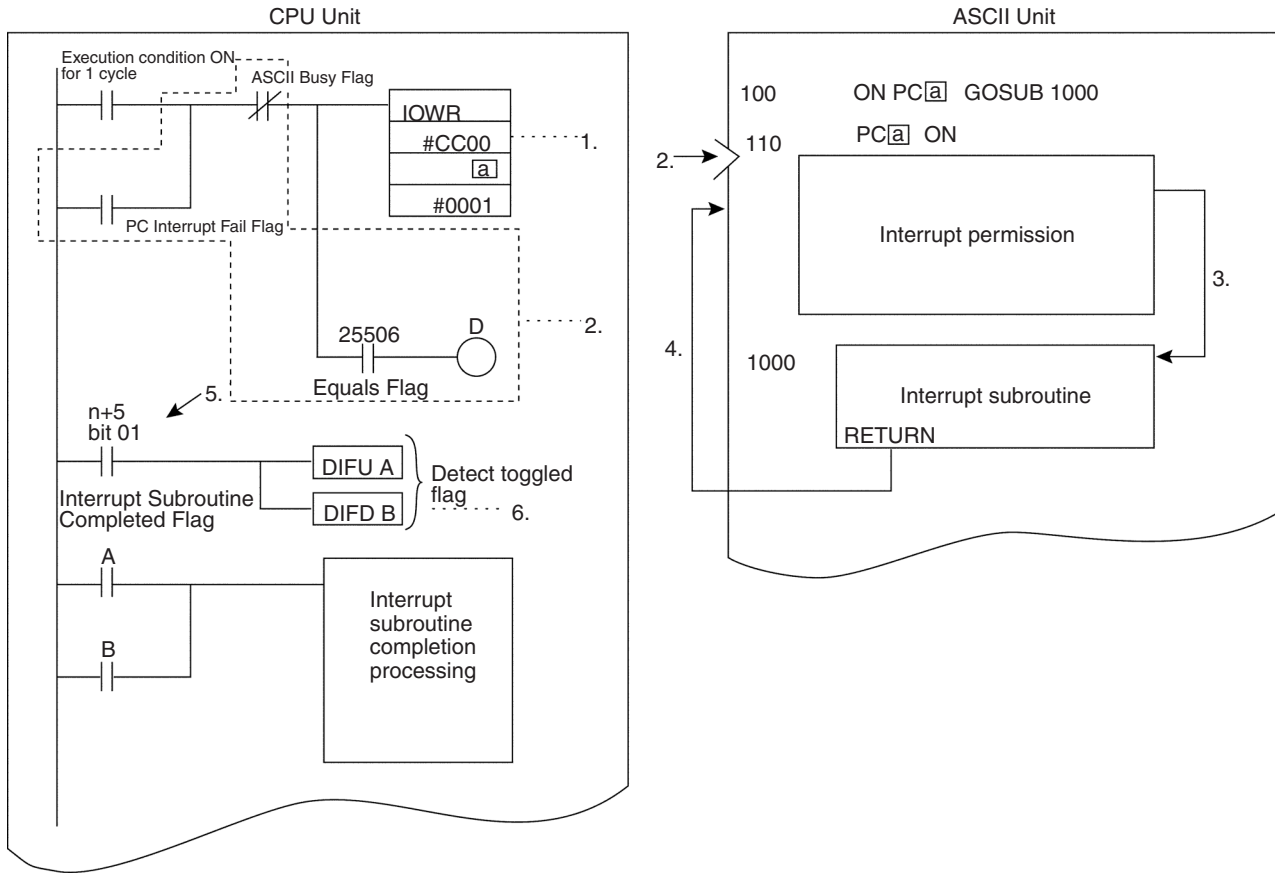 CPU Unit
Execution condition ON
for 1 cycle
ASCII Busy Flag
IOWR
#CC00
1.
a
#0001
PC Interrupt Fail Flag
2.
25506
D
Equals Flag
5.
n+5
bit 01
DIFU A
Detect toggled
flag
Interrupt Subroutine
Completed Flag
DIFD B
6.
A
Interrupt
subroutine
completion
processing
B
ASCII Unit
100 ON PC a GOSUB 1000
2. 110 PC a ON
Interrupt permission
3.
4.
1000
Interrupt subroutine
RETURN